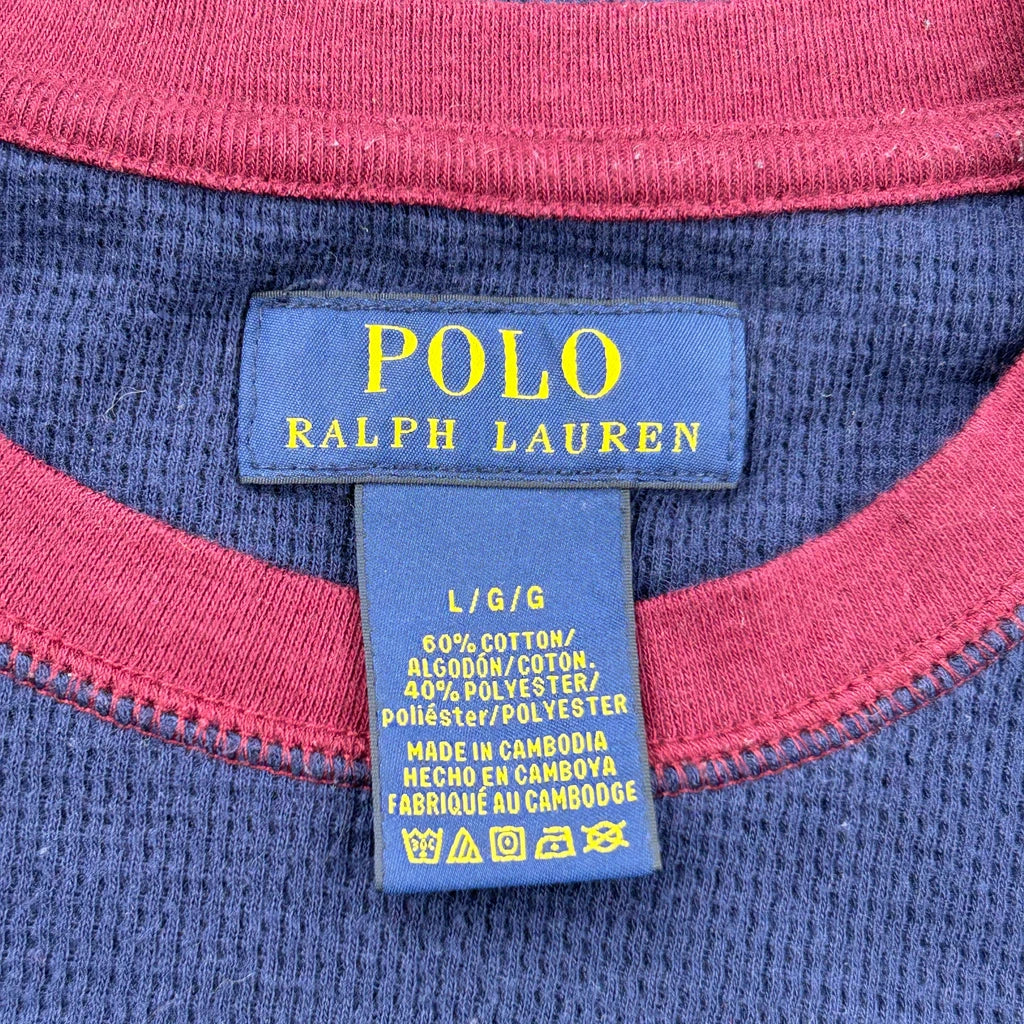 POLO
RALPH LAUREN
L/G/G
60% COTTON/
ALGODÓN/COTON.
40% POLYESTER/
poliéster/POLYESTER
MADE IN CAMBODIA
HECHO EN CAMBOYA
FABRIQUÉ AU CAMBODGE
30C